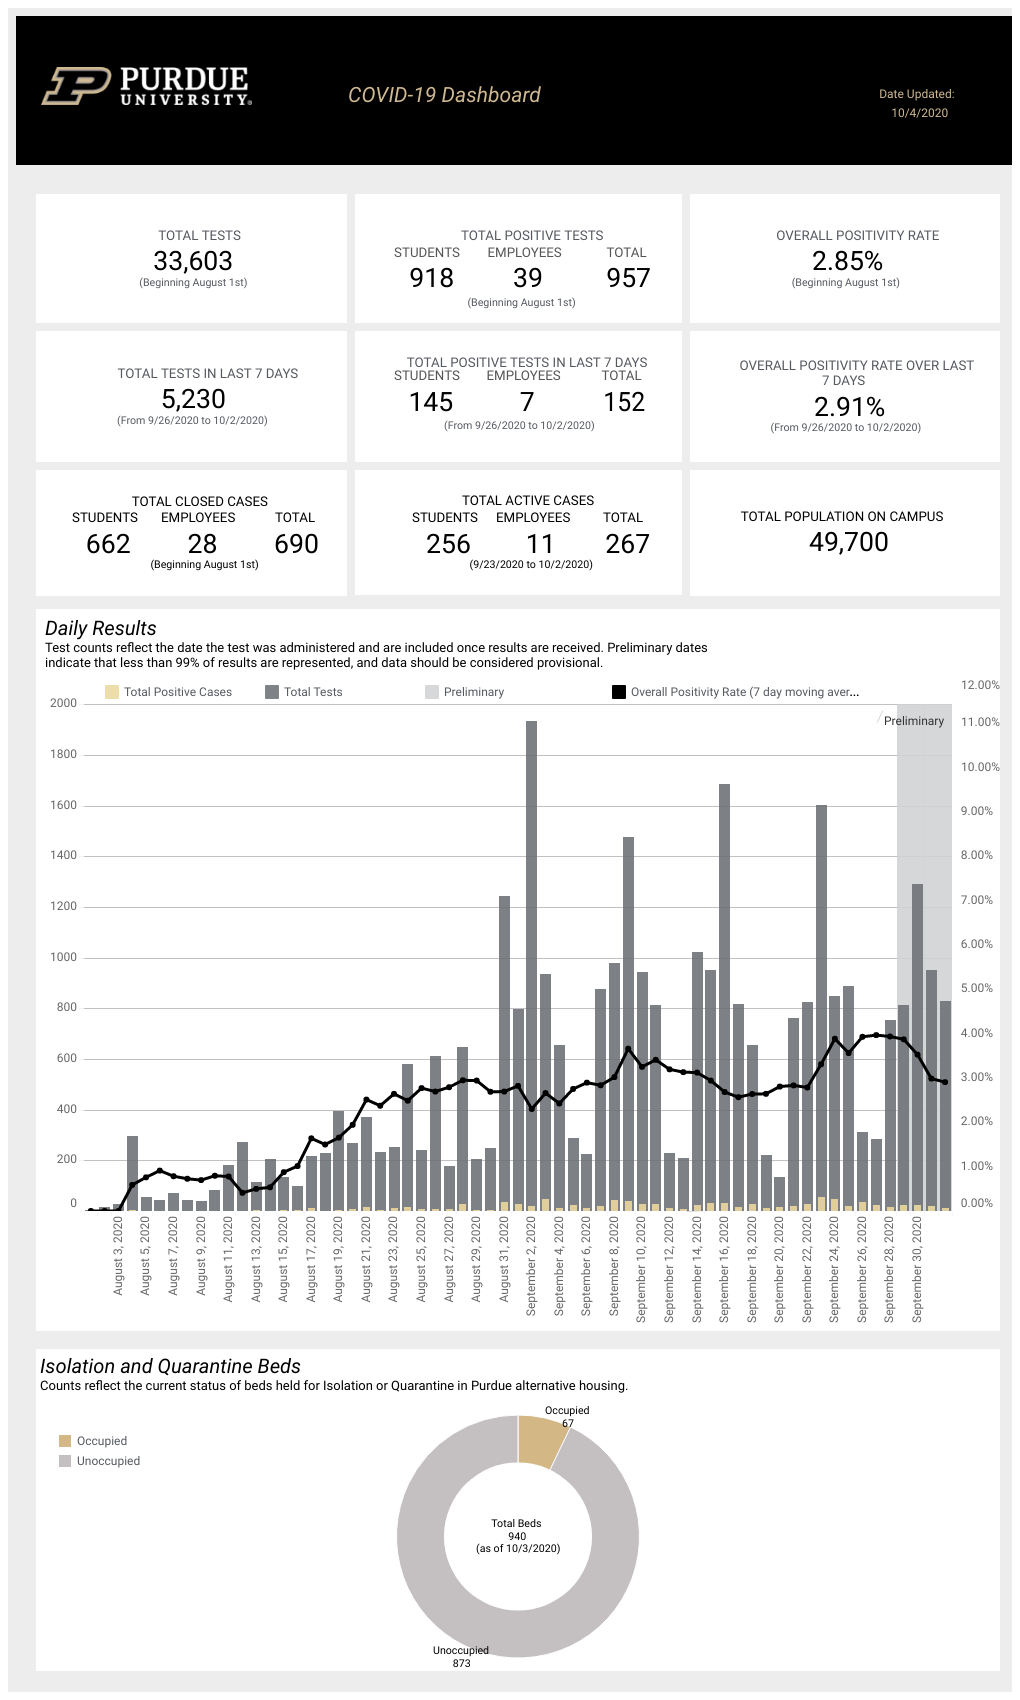 PURDUE
UNIVERSITY®
COVID-19 Dashboard
Date Updated:
10/4/2020
TOTAL TESTS
33,603
(Beginning August 1st)
TOTAL POSITIVE TESTS
STUDENTS EMPLOYEES TOTAL
918 39 957
(Beginning August 1st)
OVERALL POSITIVITY RATE
2.85%
(Beginning August 1st)
TOTAL TESTS IN LAST 7 DAYS
5,230
(From 9/26/2020 to 10/2/2020)
TOTAL POSITIVE TESTS IN LAST 7 DAYS
STUDENTS EMPLOYEES TOTAL
145 7 152
(From 9/26/2020 to 10/2/2020)
OVERALL POSITIVITY RATE OVER LAST
7 DAYS
2.91%
(From 9/26/2020 to 10/2/2020)
TOTAL CLOSED CASES
STUDENTS EMPLOYEES TOTAL
662 28 690
(Beginning August 1st)
TOTAL ACTIVE CASES
STUDENTS EMPLOYEES TOTAL
256 11 267
(9/23/2020 to 10/2/2020)
TOTAL POPULATION ON CAMPUS
49,700
Daily Results
Test counts reflect the date the test was administered and are included once results are received. Preliminary dates
indicate that less than 99% of results are represented, and data should be considered provisional.
Total Positive Cases Total Tests Preliminary Overall Positivity Rate (7 day moving aver...
2000
1800
1600
1400
1200
1000
800
600
400
200
0
Preliminary
12.00%
11.00%
10.00%
9.00%
8.00%
7.00%
6.00%
5.00%
4.00%
3.00%
2.00%
1.00%
0.00%
August 3, 2020
August 5, 2020
August 7, 2020
August 9, 2020
August 11, 2020
August 13, 2020
August 15, 2020
August 17, 2020
August 19, 2020
August 21, 2020
August 23, 2020
August 25, 2020
August 27, 2020
August 29, 2020
August 31, 2020
September 2, 2020
September 4, 2020
September 6, 2020
September 8, 2020
September 10, 2020
September 12, 2020
September 14, 2020
September 16, 2020
September 18, 2020
September 20, 2020
September 22, 2020
September 24, 2020
September 26, 2020
September 28, 2020
September 30, 2020
Isolation and Quarantine Beds
Counts reflect the current status of beds held for Isolation or Quarantine in Purdue alternative housing.
Occupied
Unoccupied
Occupied
67
Total Beds
940
(as of 10/3/2020)
Unoccupied
873